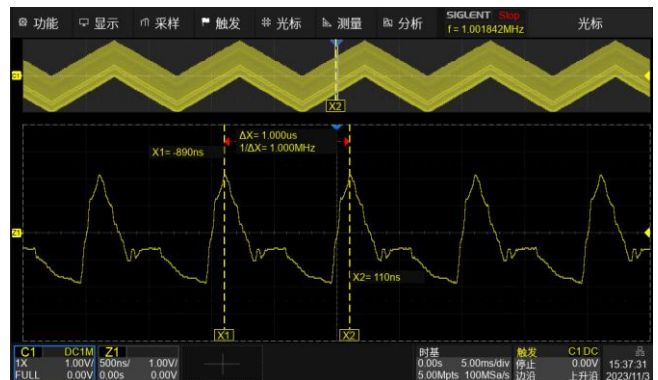 功能 显示 采样 触发 光标 测量 分析 SIGLENT Stop 光标
f = 1.001842MHz
C1
X2
ΔX= 1.000us
X1= -890ns 1/ΔX= 1.000MHz
Z1
X2= 110ns
X1 X2
C1 DC1M Z1 时基 触发 C1 DC
1X 1.00V/ 500ns/ 1.00V/ 0.00s 5.00ms/div 停止 0.00V 15:37:31
FULL 0.00V 0.00s 0.00V 5.00Mpts 100MSa/s 边沿 上升沿 2023/11/3